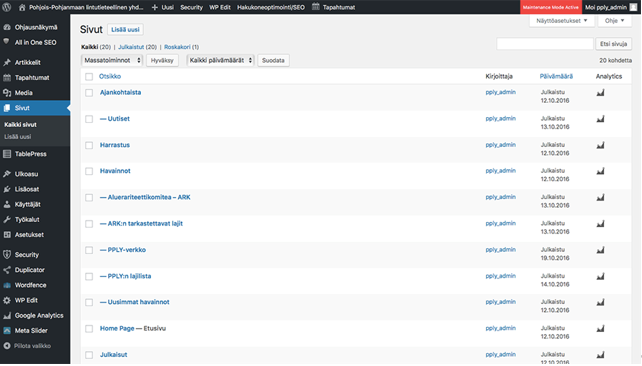 Pohjois-Pohjanmaan lintutieteellinen yhd... + Uusi Security WP Edit Hakukoneoptimointi/SEO Tapahtumat Maintenance Mode Active Moi pply_admin
Näyttöasetukset Ohje
Sivut Lisää uusi
Kaikki (20) | Julkaistut (20) | Roskakori (1)
Etsi sivuja
Massatoiminnot Hyväksy Kaikki päivämäärät Suodata 20 kohdetta
Ohjausnäkymä
All in One SEO
Artikkelit
Tapahtumat
Media
Sivut
Kaikki sivut
Lisää uusi
TablePress
Ulkoasu
Lisäosat
Käyttäjät
Työkalut
Asetukset
Security
Duplicator
Wordfence
WP Edit
Google Analytics
Meta Slider
Piilota valikko
Otsikko Kirjoittaja Päivämäärä Analytics
Ajankohtaista pply_admin Julkaistu
12.10.2016
— Uutiset pply_admin Julkaistu
13.10.2016
Harrastus pply_admin Julkaistu
12.10.2016
Havainnot pply_admin Julkaistu
12.10.2016
— Aluerariteettikomitea – ARK pply_admin Julkaistu
13.10.2016
— ARK:n tarkastettavat lajit pply_admin Julkaistu
13.10.2016
— PPLY-verkko pply_admin Julkaistu
19.10.2016
— PPLY:n lajilista pply_admin Julkaistu
14.10.2016
— Uusimmat havainnot pply_admin Julkaistu
12.10.2016
Home Page — Etusivu pply_admin Julkaistu
12.10.2016
Julkaisut pply_admin Julkaistu
12.10.2016